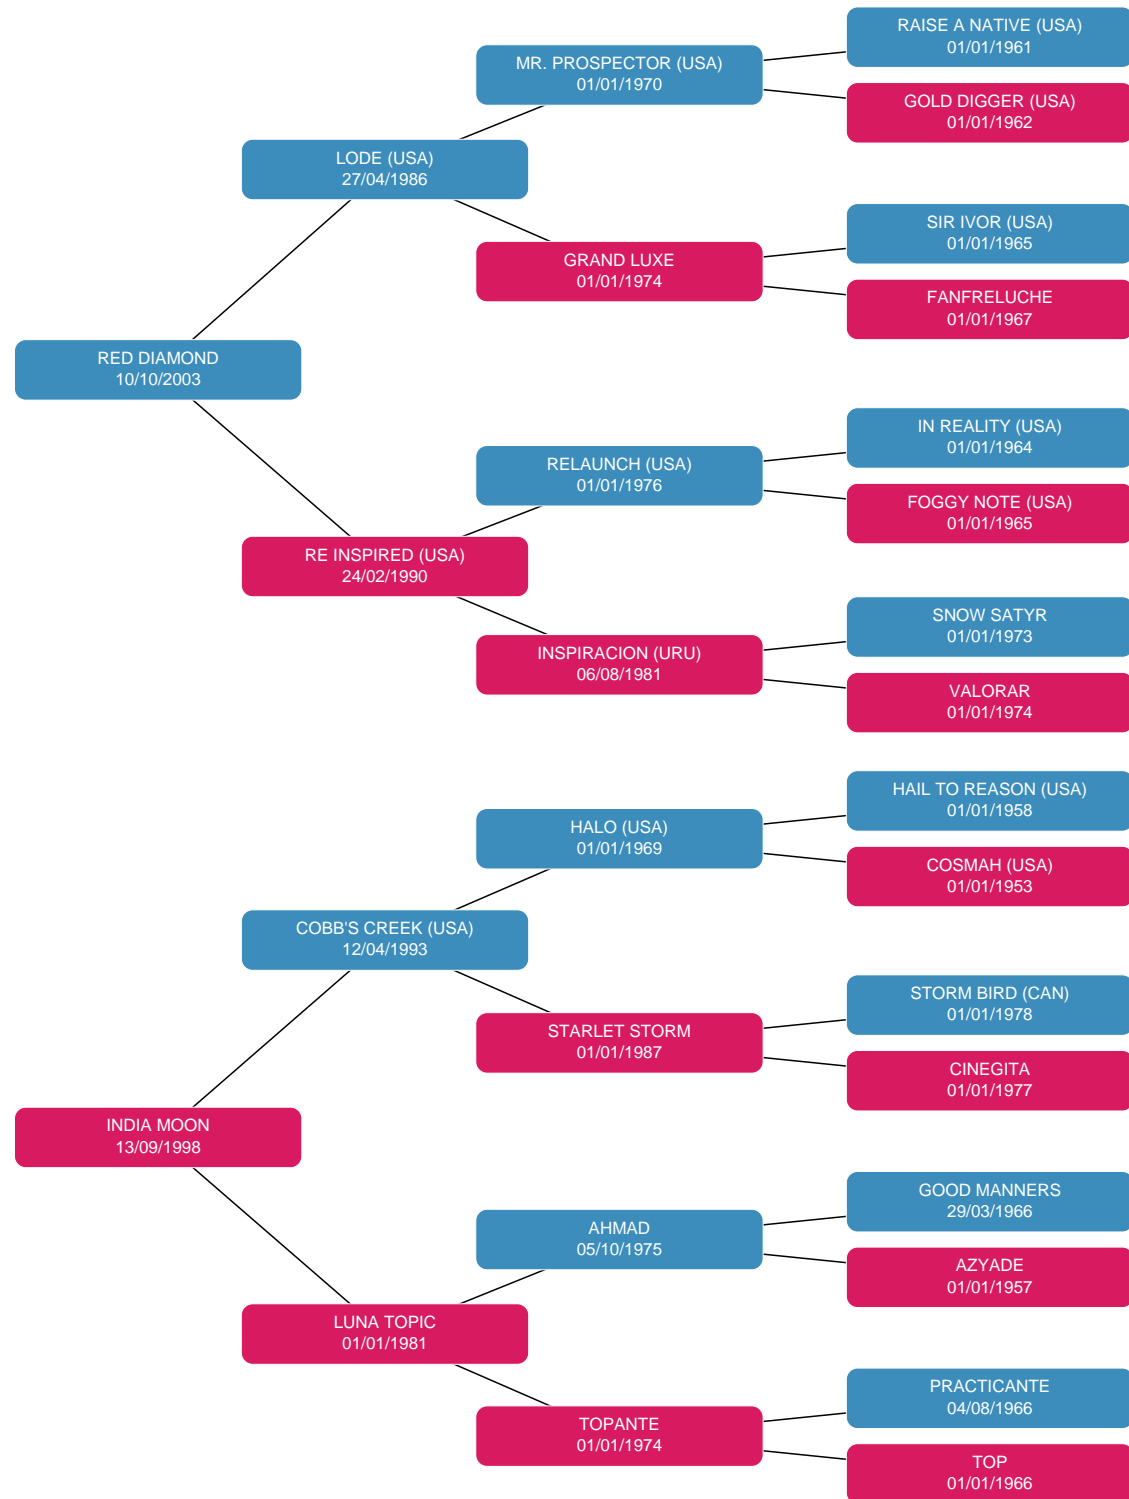 RAISE A NATIVE (USA)
01/01/1961
MR. PROSPECTOR (USA)
01/01/1970
GOLD DIGGER (USA)
01/01/1962
LODE (USA)
27/04/1986
SIR IVOR (USA)
01/01/1965
GRAND LUXE
01/01/1974
FANFRELUCHE
01/01/1967
RED DIAMOND
10/10/2003
IN REALITY (USA)
01/01/1964
RELAUNCH (USA)
01/01/1976
FOGGY NOTE (USA)
01/01/1965
RE INSPIRED (USA)
24/02/1990
SNOW SATYR
01/01/1973
INSPIRACION (URU)
06/08/1981
VALORAR
01/01/1974
HAIL TO REASON (USA)
01/01/1958
HALO (USA)
01/01/1969
COSMAH (USA)
01/01/1953
COBB'S CREEK (USA)
12/04/1993
STORM BIRD (CAN)
01/01/1978
STARLET STORM
01/01/1987
CINEGITA
01/01/1977
INDIA MOON
13/09/1998
GOOD MANNERS
29/03/1966
AHMAD
05/10/1975
AZYADE
01/01/1957
LUNA TOPIC
01/01/1981
PRACTICANTE
04/08/1966
TOPANTE
01/01/1974
TOP
01/01/1966